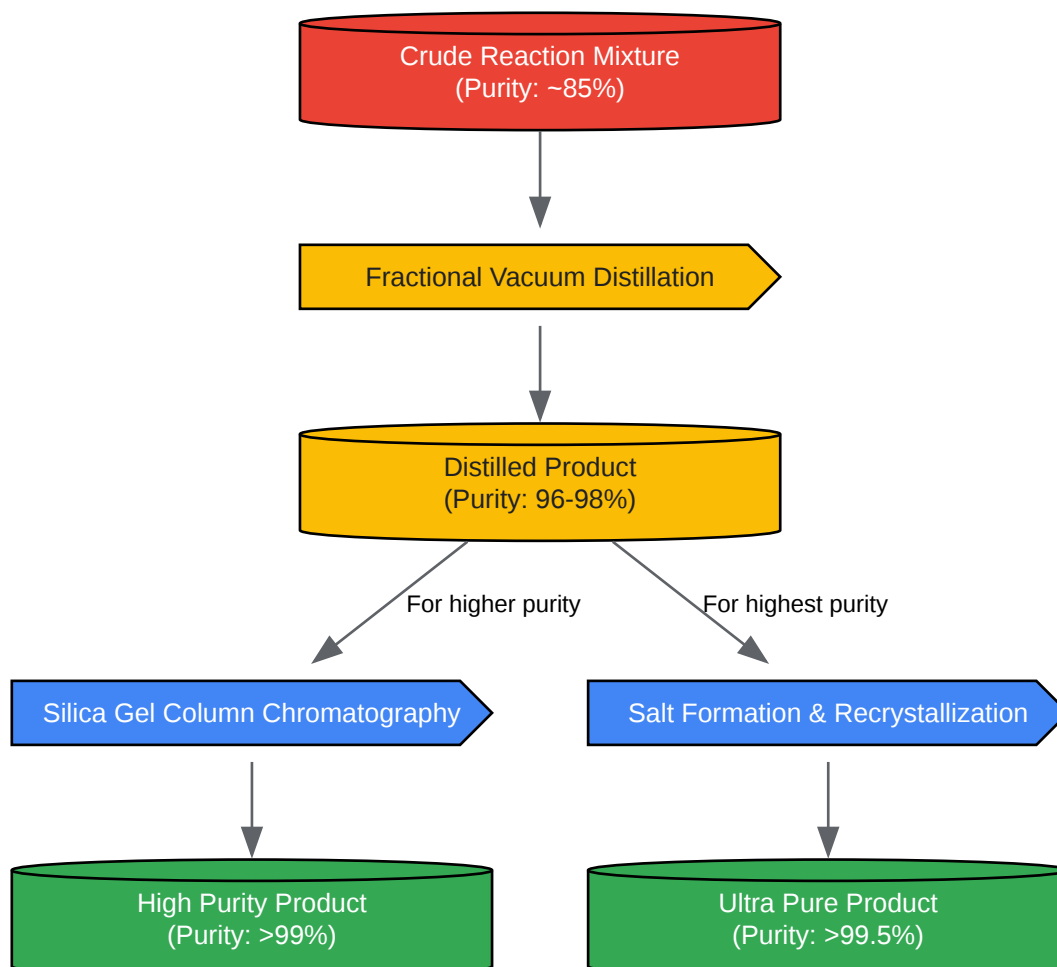 Crude Reaction Mixture
(Purity: ~85%)
Fractional Vacuum Distillation
Distilled Product
(Purity: 96-98%)
For higher purity
For highest purity
Silica Gel Column Chromatography
Salt Formation & Recrystallization
High Purity Product
(Purity: >99%)
Ultra Pure Product
(Purity: >99.5%)